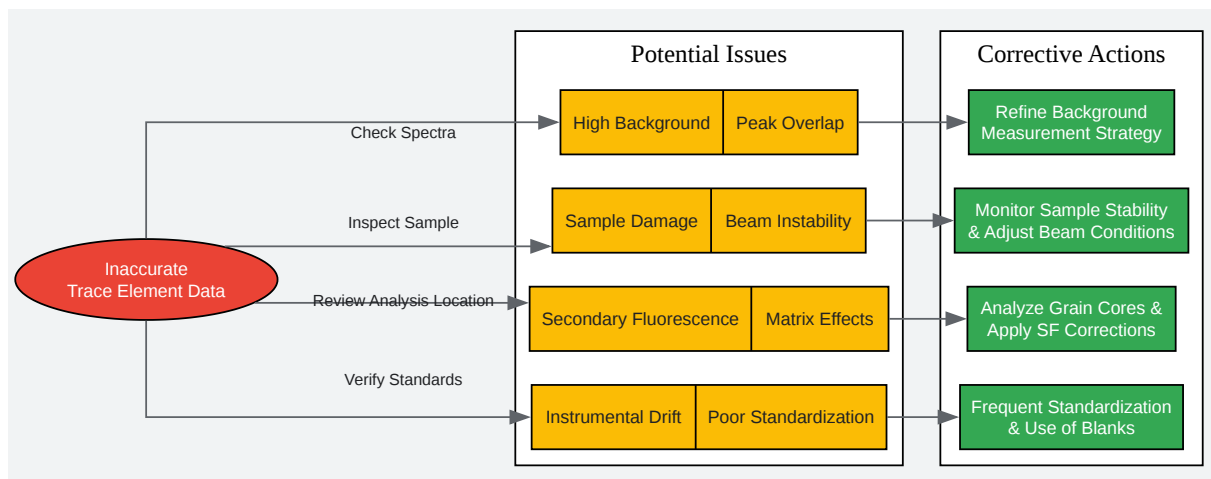 Potential Issues
Corrective Actions
Check Spectra
High Background
Peak Overlap
Refine Background
Measurement Strategy
Inspect Sample
Sample Damage
Beam Instability
Monitor Sample Stability
& Adjust Beam Conditions
Inaccurate
Trace Element Data
Review Analysis Location
Secondary Fluorescence
Matrix Effects
Analyze Grain Cores &
Apply SF Corrections
Verify Standards
Instrumental Drift
Poor Standardization
Frequent Standardization
& Use of Blanks